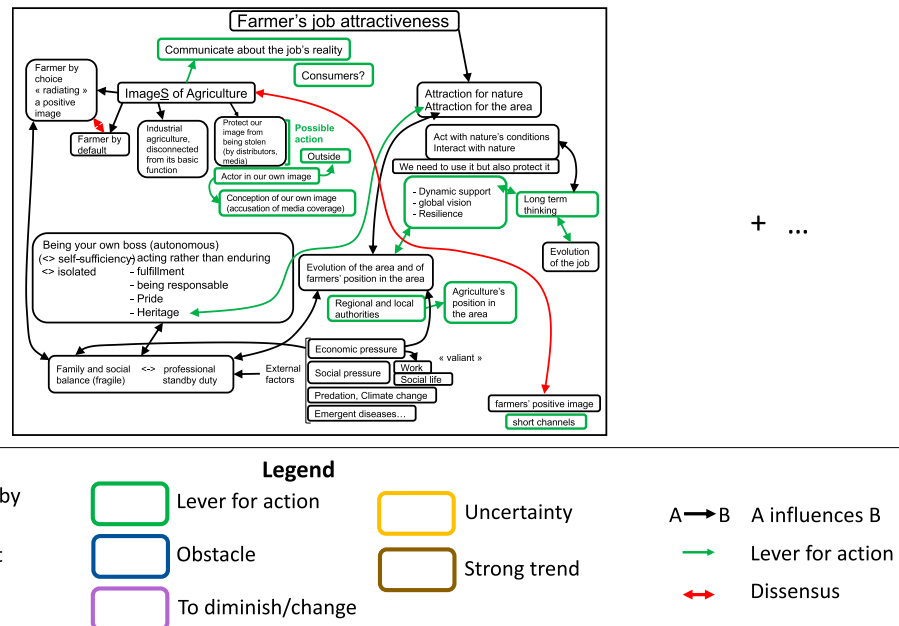 Farmer's job attractiveness
Communicate about the job's reality
Consumers?
Farmer by
choice
« radiating »
a positive
image
ImageS of Agriculture
Attraction for nature
Attraction for the area
Farmer by
default
Industrial
agriculture,
disconnected
from its basic
function
Protect our
image from
being stolen
(by distributors,
media)
Possible
action
Outside
Actor in our own image
Conception of our own image
(accusation of media coverage)
Act with nature's conditions
Interact with nature
We need to use it but also protect it
- Dynamic support
- global vision
- Resilience
Long term
thinking
Evolution
of the job
+ ...
Being your own boss (autonomous)
(<> self-sufficiency)
<> isolated
- acting rather than enduring
- fulfillment
- being responsable
- Pride
- Heritage
Evolution of the area and of
farmers' position in the area
Regional and local
authorities
Agriculture's
position in
the area
Family and social
balance (fragile)
<->
professional
standby duty
External
factors
Economic pressure
Social pressure
« valiant »
Work
Social life
Predation, Climate change
Emergent diseases...
farmers' positive image
short channels
Legend
by
t
Lever for action
Obstacle
To diminish/change
Uncertainty
Strong trend
A B A influences B
Lever for action
Dissensus